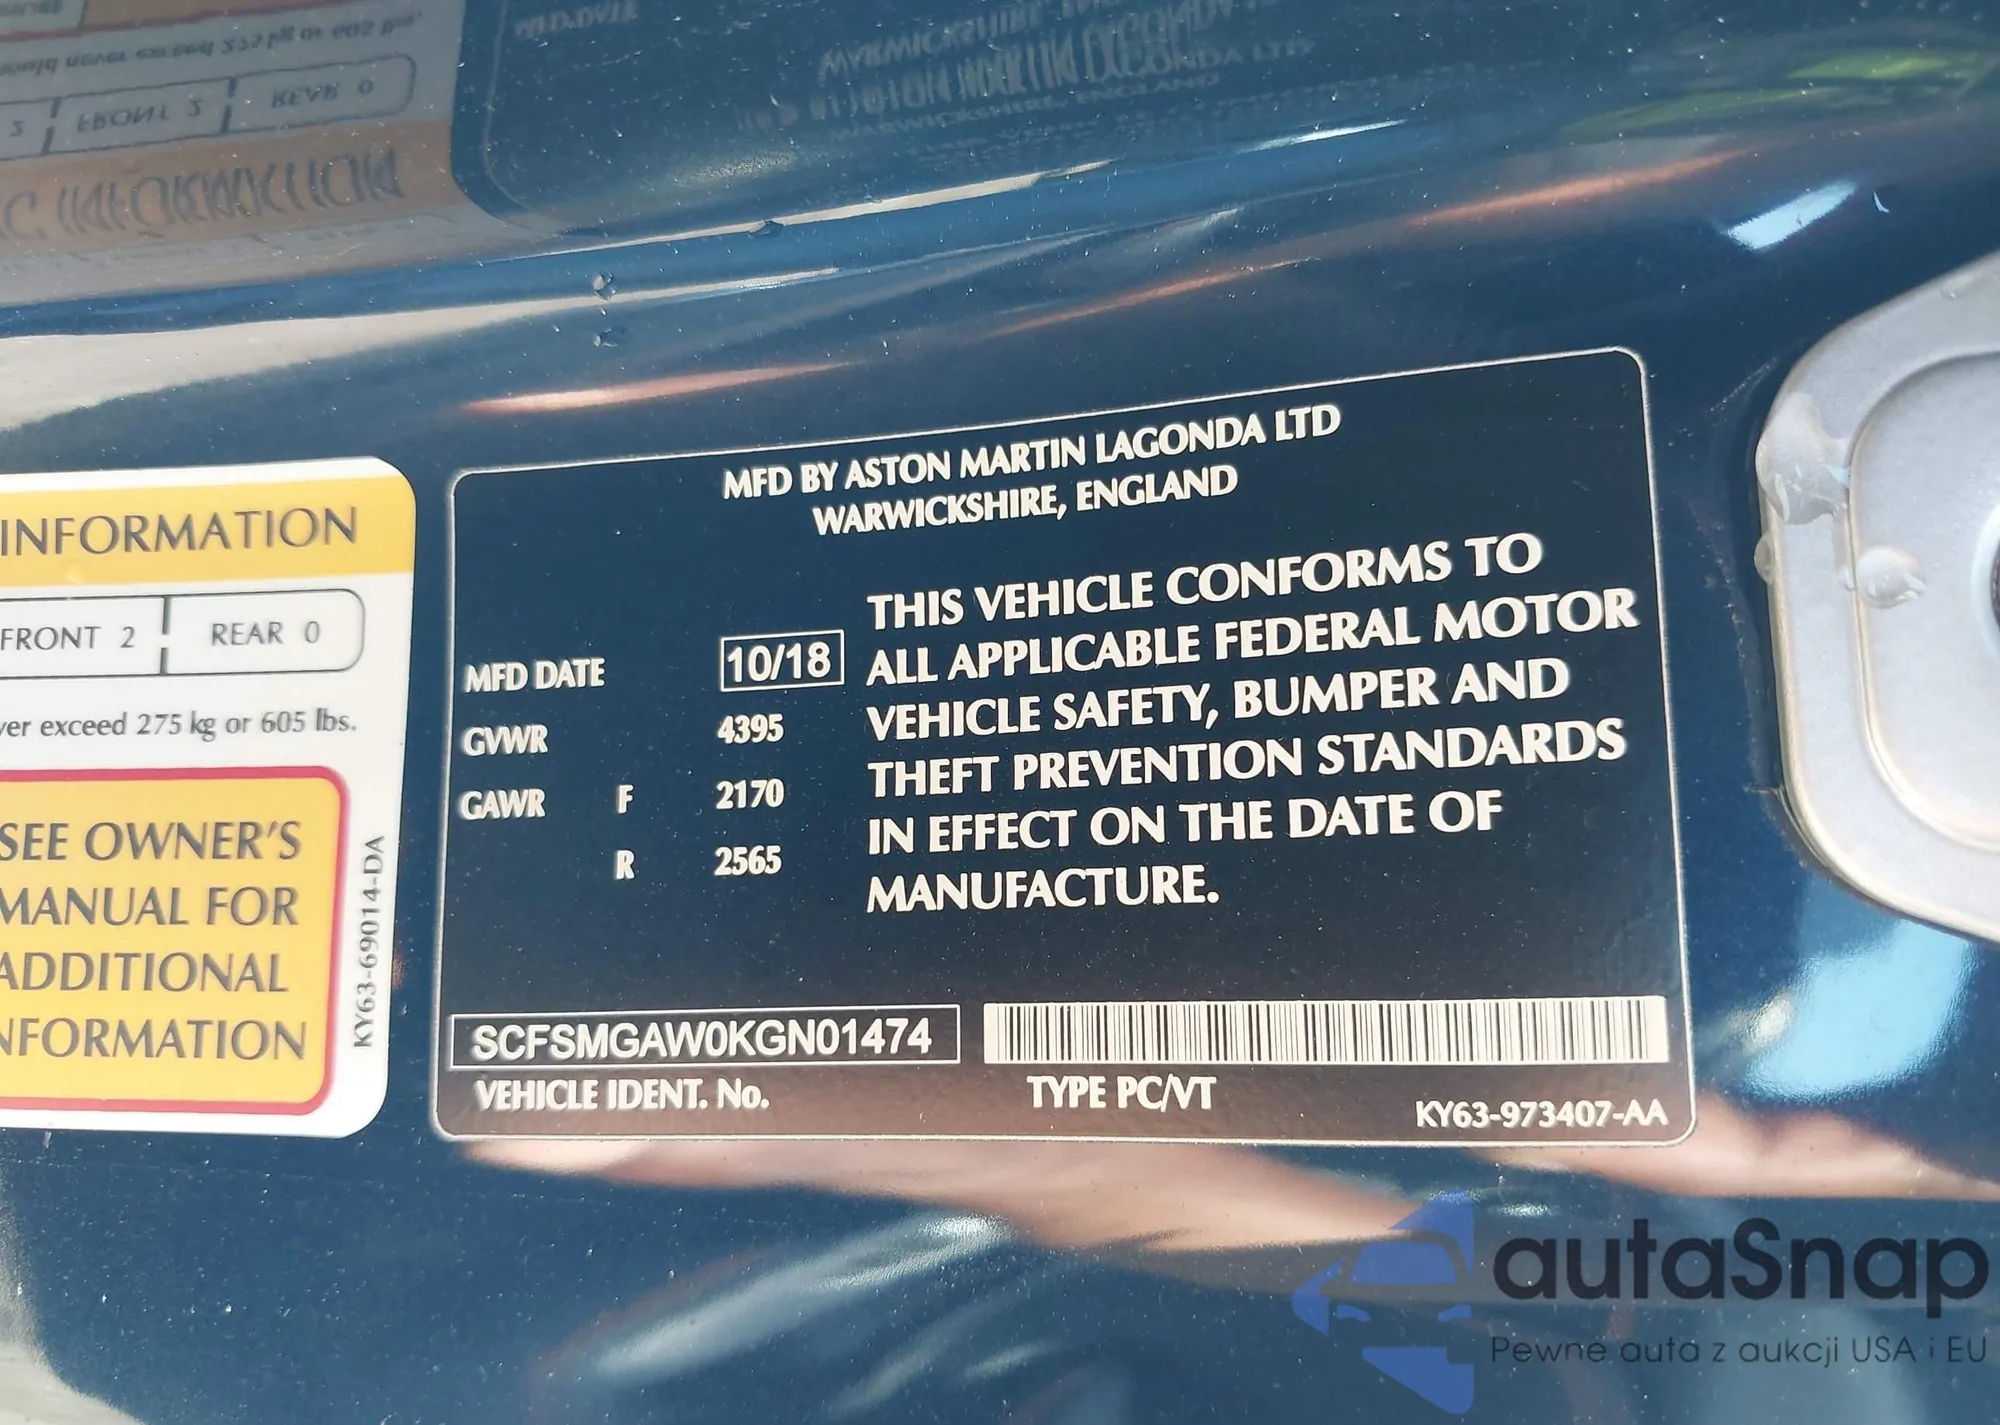 INFORMATION
FRONT 2 REAR 0
exceed 275 kg or 605 lbs.
SEE OWNER'S
MANUAL FOR
ADDITIONAL
INFORMATION
KY63-69014-DA
MFD BY ASTON MARTIN LAGONDA LTD
WARWICKSHIRE, ENGLAND
MFD DATE 10/18
GVWR 4395
GAWR F 2170
R 2565
THIS VEHICLE CONFORMS TO
ALL APPLICABLE FEDERAL MOTOR
VEHICLE SAFETY, BUMPER AND
THEFT PREVENTION STANDARDS
IN EFFECT ON THE DATE OF
MANUFACTURE.
SCFSMGAW0KGN01474
VEHICLE IDENT. No.
TYPE PC/VT
KY63-973407-AA
autaSnap
Pewne auta z aukcji USA i EU